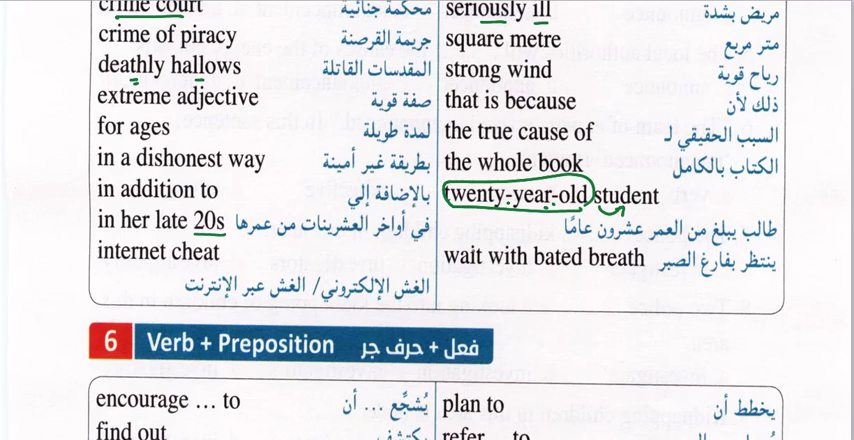 crime court محكمة جنائية
crime of piracy جريمة القرصنة
deathly hallows المقدسات القاتلة
extreme adjective صفة قوية
for ages لمدة طويلة
in a dishonest way بطريقة غير أمينة
in addition to بالإضافة إلي
in her late 20s في أواخر العشرينات من عمرها
internet cheat
الغش الإلكتروني/ الغش عبر الإنترنت
seriously ill مريض بشدة
square metre متر مربع
strong wind رياح قوية
that is because ذلك لأن
the true cause of السبب الحقيقي لـ
the whole book الكتاب بالكامل
twenty-year-old student
طالب يبلغ من العمر عشرون عامًا
wait with bated breath ينتظر بفارغ الصبر
6 Verb + Preposition فعل + حرف جر
encourage ... to يُشجِّع ... أن
find out يكتشف
plan to يخطط أن
refer ... to